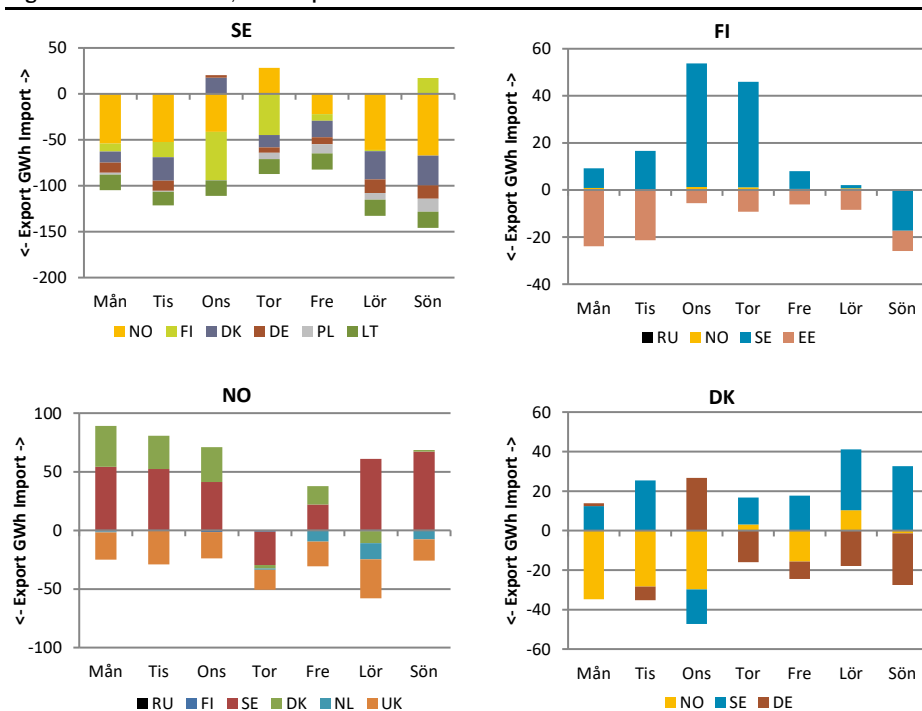 SE
50
0
-50
-100
-150
-200
<- Export GWh Import ->
Mån Tis Ons Tor Fre Lör Sön
NO FI DK DE PL LT
FI
60
40
20
0
-20
-40
<- Export GWh Import ->
Mån Tis Ons Tor Fre Lör Sön
RU NO SE EE
NO
100
50
0
-50
-100
<- Export GWh Import ->
Mån Tis Ons Tor Fre Lör Sön
RU FI SE DK NL UK
DK
60
40
20
0
-20
-40
-60
<- Export GWh Import ->
Mån Tis Ons Tor Fre Lör Sön
NO SE DE